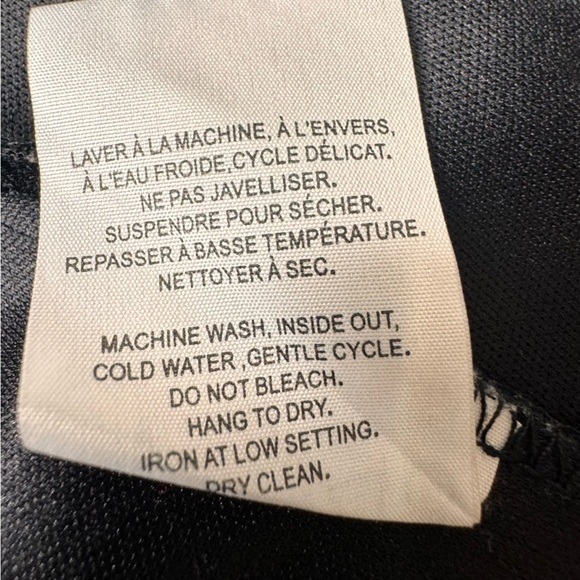 LAVER À LA MACHINE, À L'ENVERS,
À L'EAU FROIDE,CYCLE DÉLICAT.
NE PAS JAVELLISER.
SUSPENDRE POUR SÉCHER.
REPASSER À BASSE TEMPÉRATURE.
NETTOYER À SEC.
MACHINE WASH, INSIDE OUT,
COLD WATER ,GENTLE CYCLE.
DO NOT BLEACH.
HANG TO DRY.
IRON AT LOW SETTING.
DRY CLEAN.